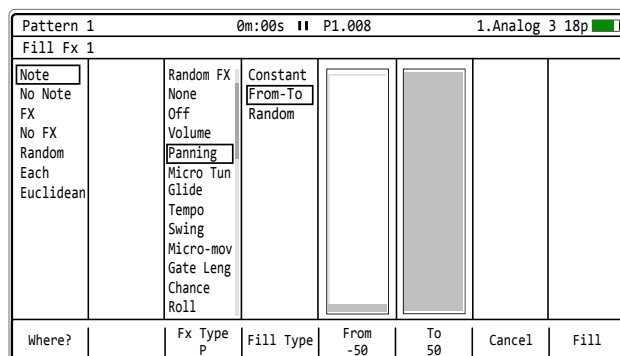 Pattern 1 0m:00s P1.008 1.Analog 3 18p
Fill Fx 1
Note
No Note
FX
No FX
Random
Each
Euclidean
Random FX
None
Off
Volume
Panning
Micro Tun
Glide
Tempo
Swing
Micro-mov
Gate Leng
Chance
Roll
Constant
From-To
Random
Where?
Fx Type
P
Fill Type
From
-50
To
50
Cancel
Fill